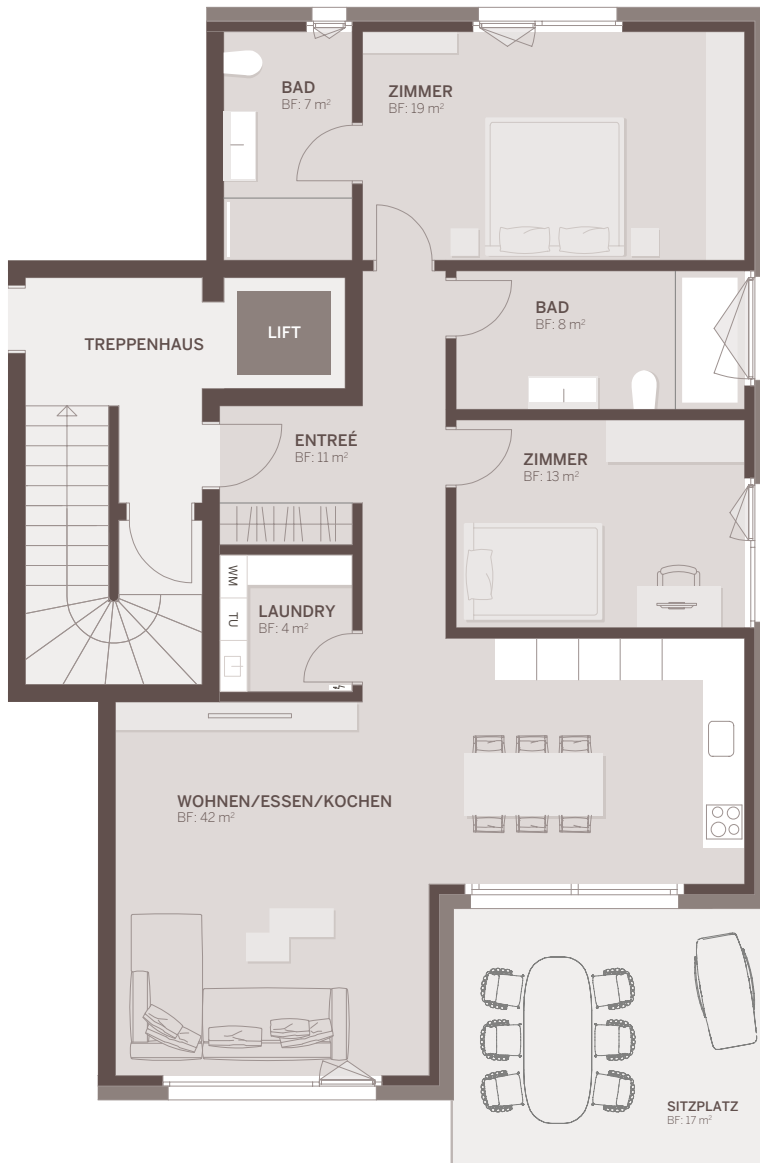 BAD
BF: 7 m²
ZIMMER
BF: 19 m²
BAD
BF: 8 m²
LIFT
TREPPENHAUS
ENTREÉ
BF: 11 m²
ZIMMER
BF: 13 m²
WM
TU
LAUNDRY
BF: 4 m²
WOHNEN/ESSEN/KOCHEN
BF: 42 m²
SITZPLATZ
BF: 17 m²